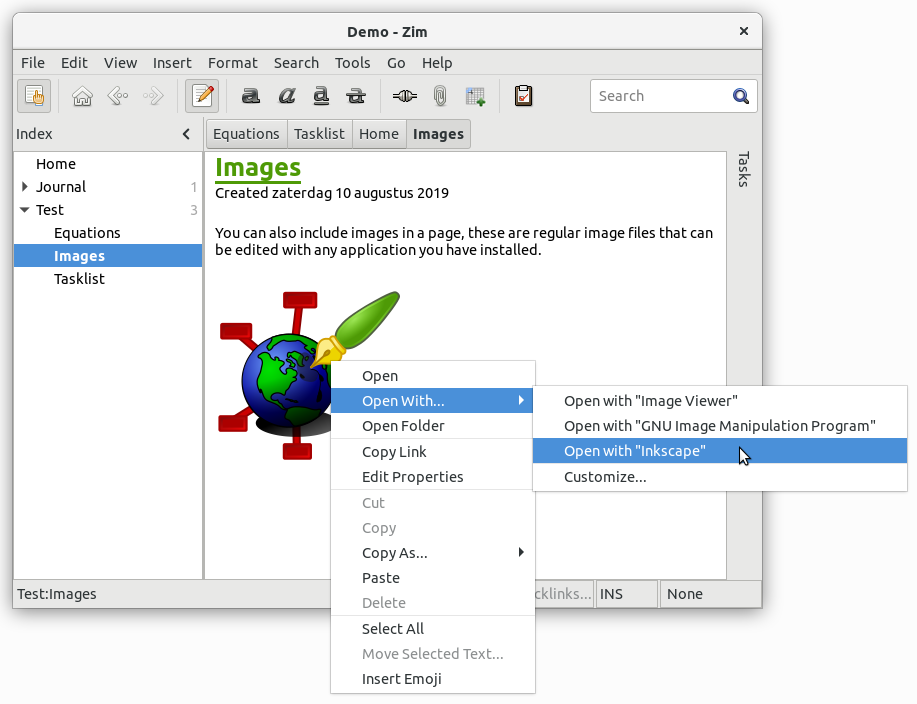 Demo - Zim
File Edit View Insert Format Search Tools Go Help
Search
Index
Equations Tasklist Home Images
Home
Journal 1
Test 3
Equations
Images
Tasklist
Images
Created zaterdag 10 augustus 2019
You can also include images in a page, these are regular image files that can
be edited with any application you have installed.
Tasks
Open
Open With...
Open Folder
Copy Link
Edit Properties
Cut
Copy
Copy As...
Paste
Delete
Select All
Move Selected Text...
Insert Emoji
Open with "Image Viewer"
Open with "GNU Image Manipulation Program"
Open with "Inkscape"
Customize...
Test:Images
cklinks... INS None